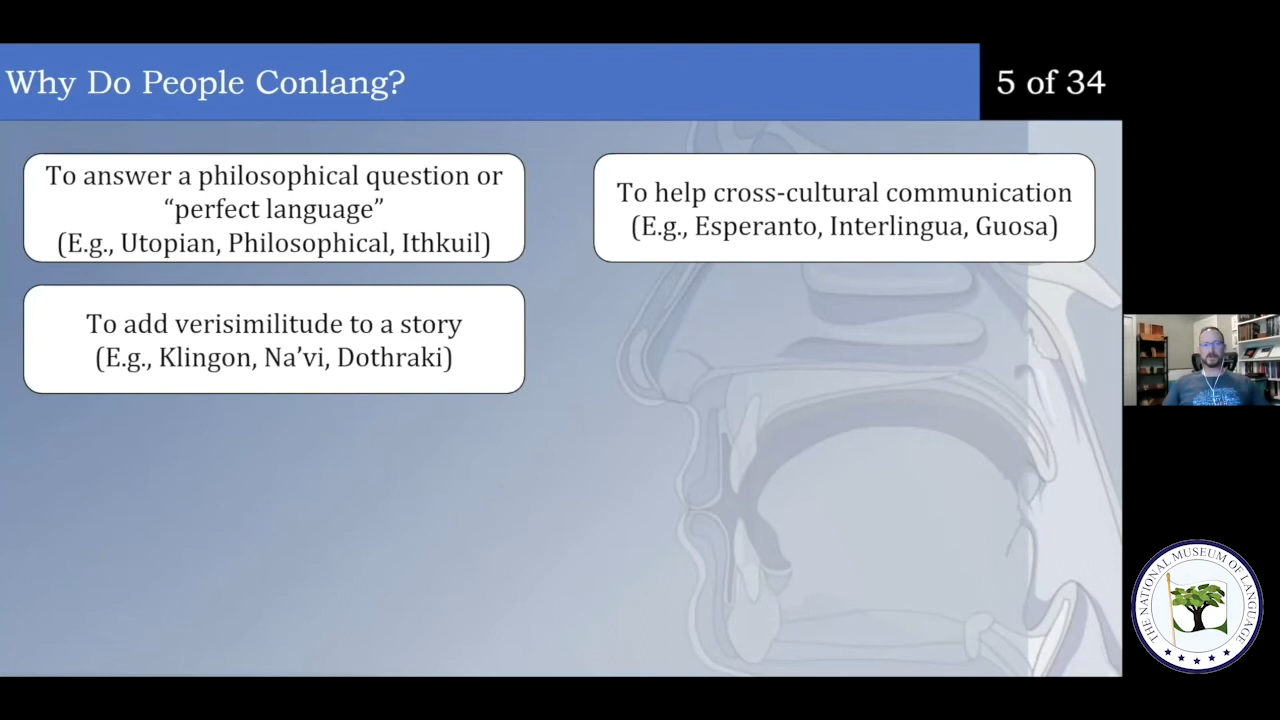 Why Do People Conlang?
5 of 34
To answer a philosophical question or
“perfect language”
(E.g., Utopian, Philosophical, Ithkuil)
To help cross-cultural communication
(E.g., Esperanto, Interlingua, Guosa)
To add verisimilitude to a story
(E.g., Klingon, Na’vi, Dothraki)
THE NATIONAL MUSEUM OF LANGUAGE